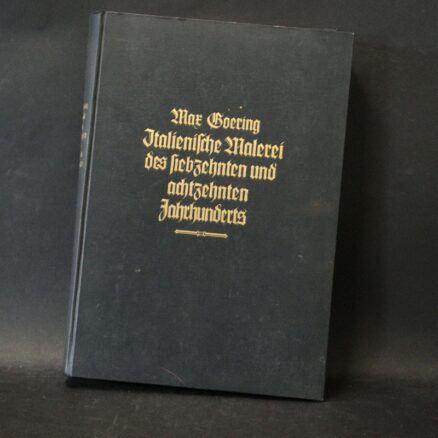 Max Goering
Italienische Malerei
des siebzehnten und
achtzehnten
Jahrhunderts